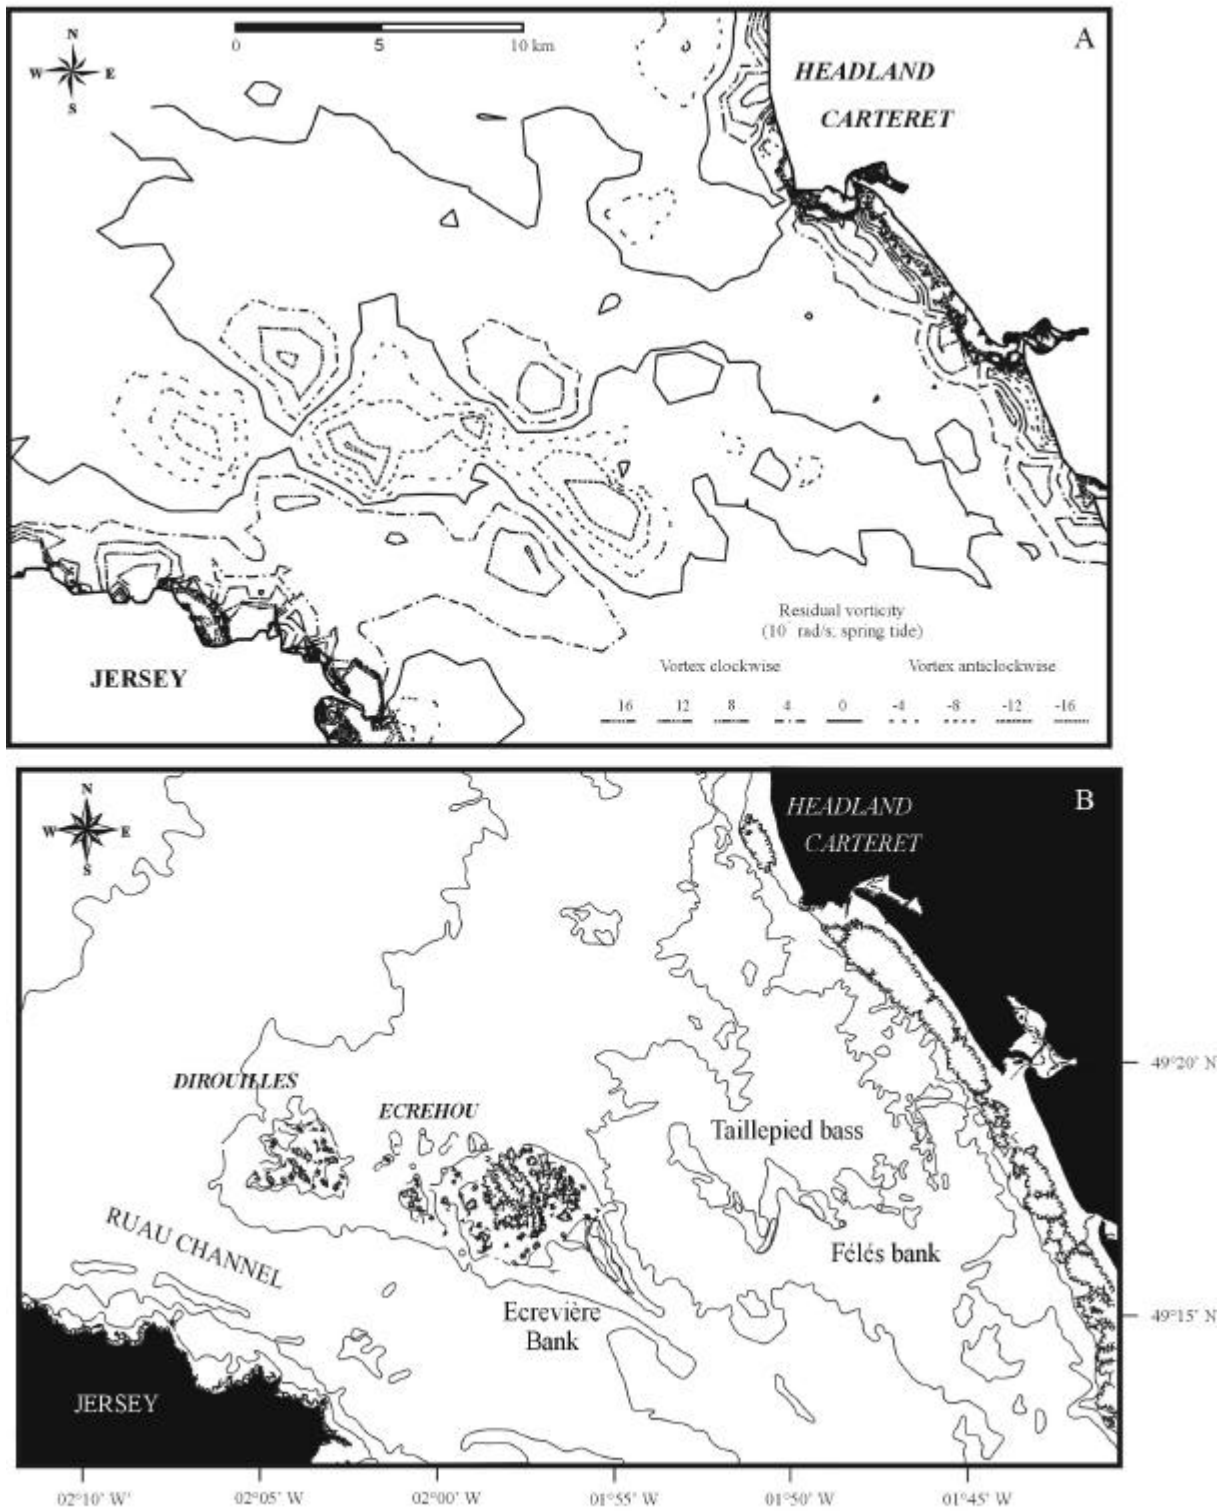 A
N
W E
S
0 5 10 km
HEADLAND
CARTERET
JERSEY
Residual vorticity
(10⁻ rad/s; spring tide)
Vortex clockwise Vortex anticlockwise
16 12 8 4 0 -4 -8 -12 -16
B
N
W E
S
HEADLAND
CARTERET
DIROUILLES
ECREHOU
Taillepied bass
RUAU CHANNEL
Félés bank
Ecrevière
Bank
JERSEY
49°20' N
49°15' N
02°10' W' 02°05' W' 02°00' W' 01°55' W' 01°50' W' 01°45' W'